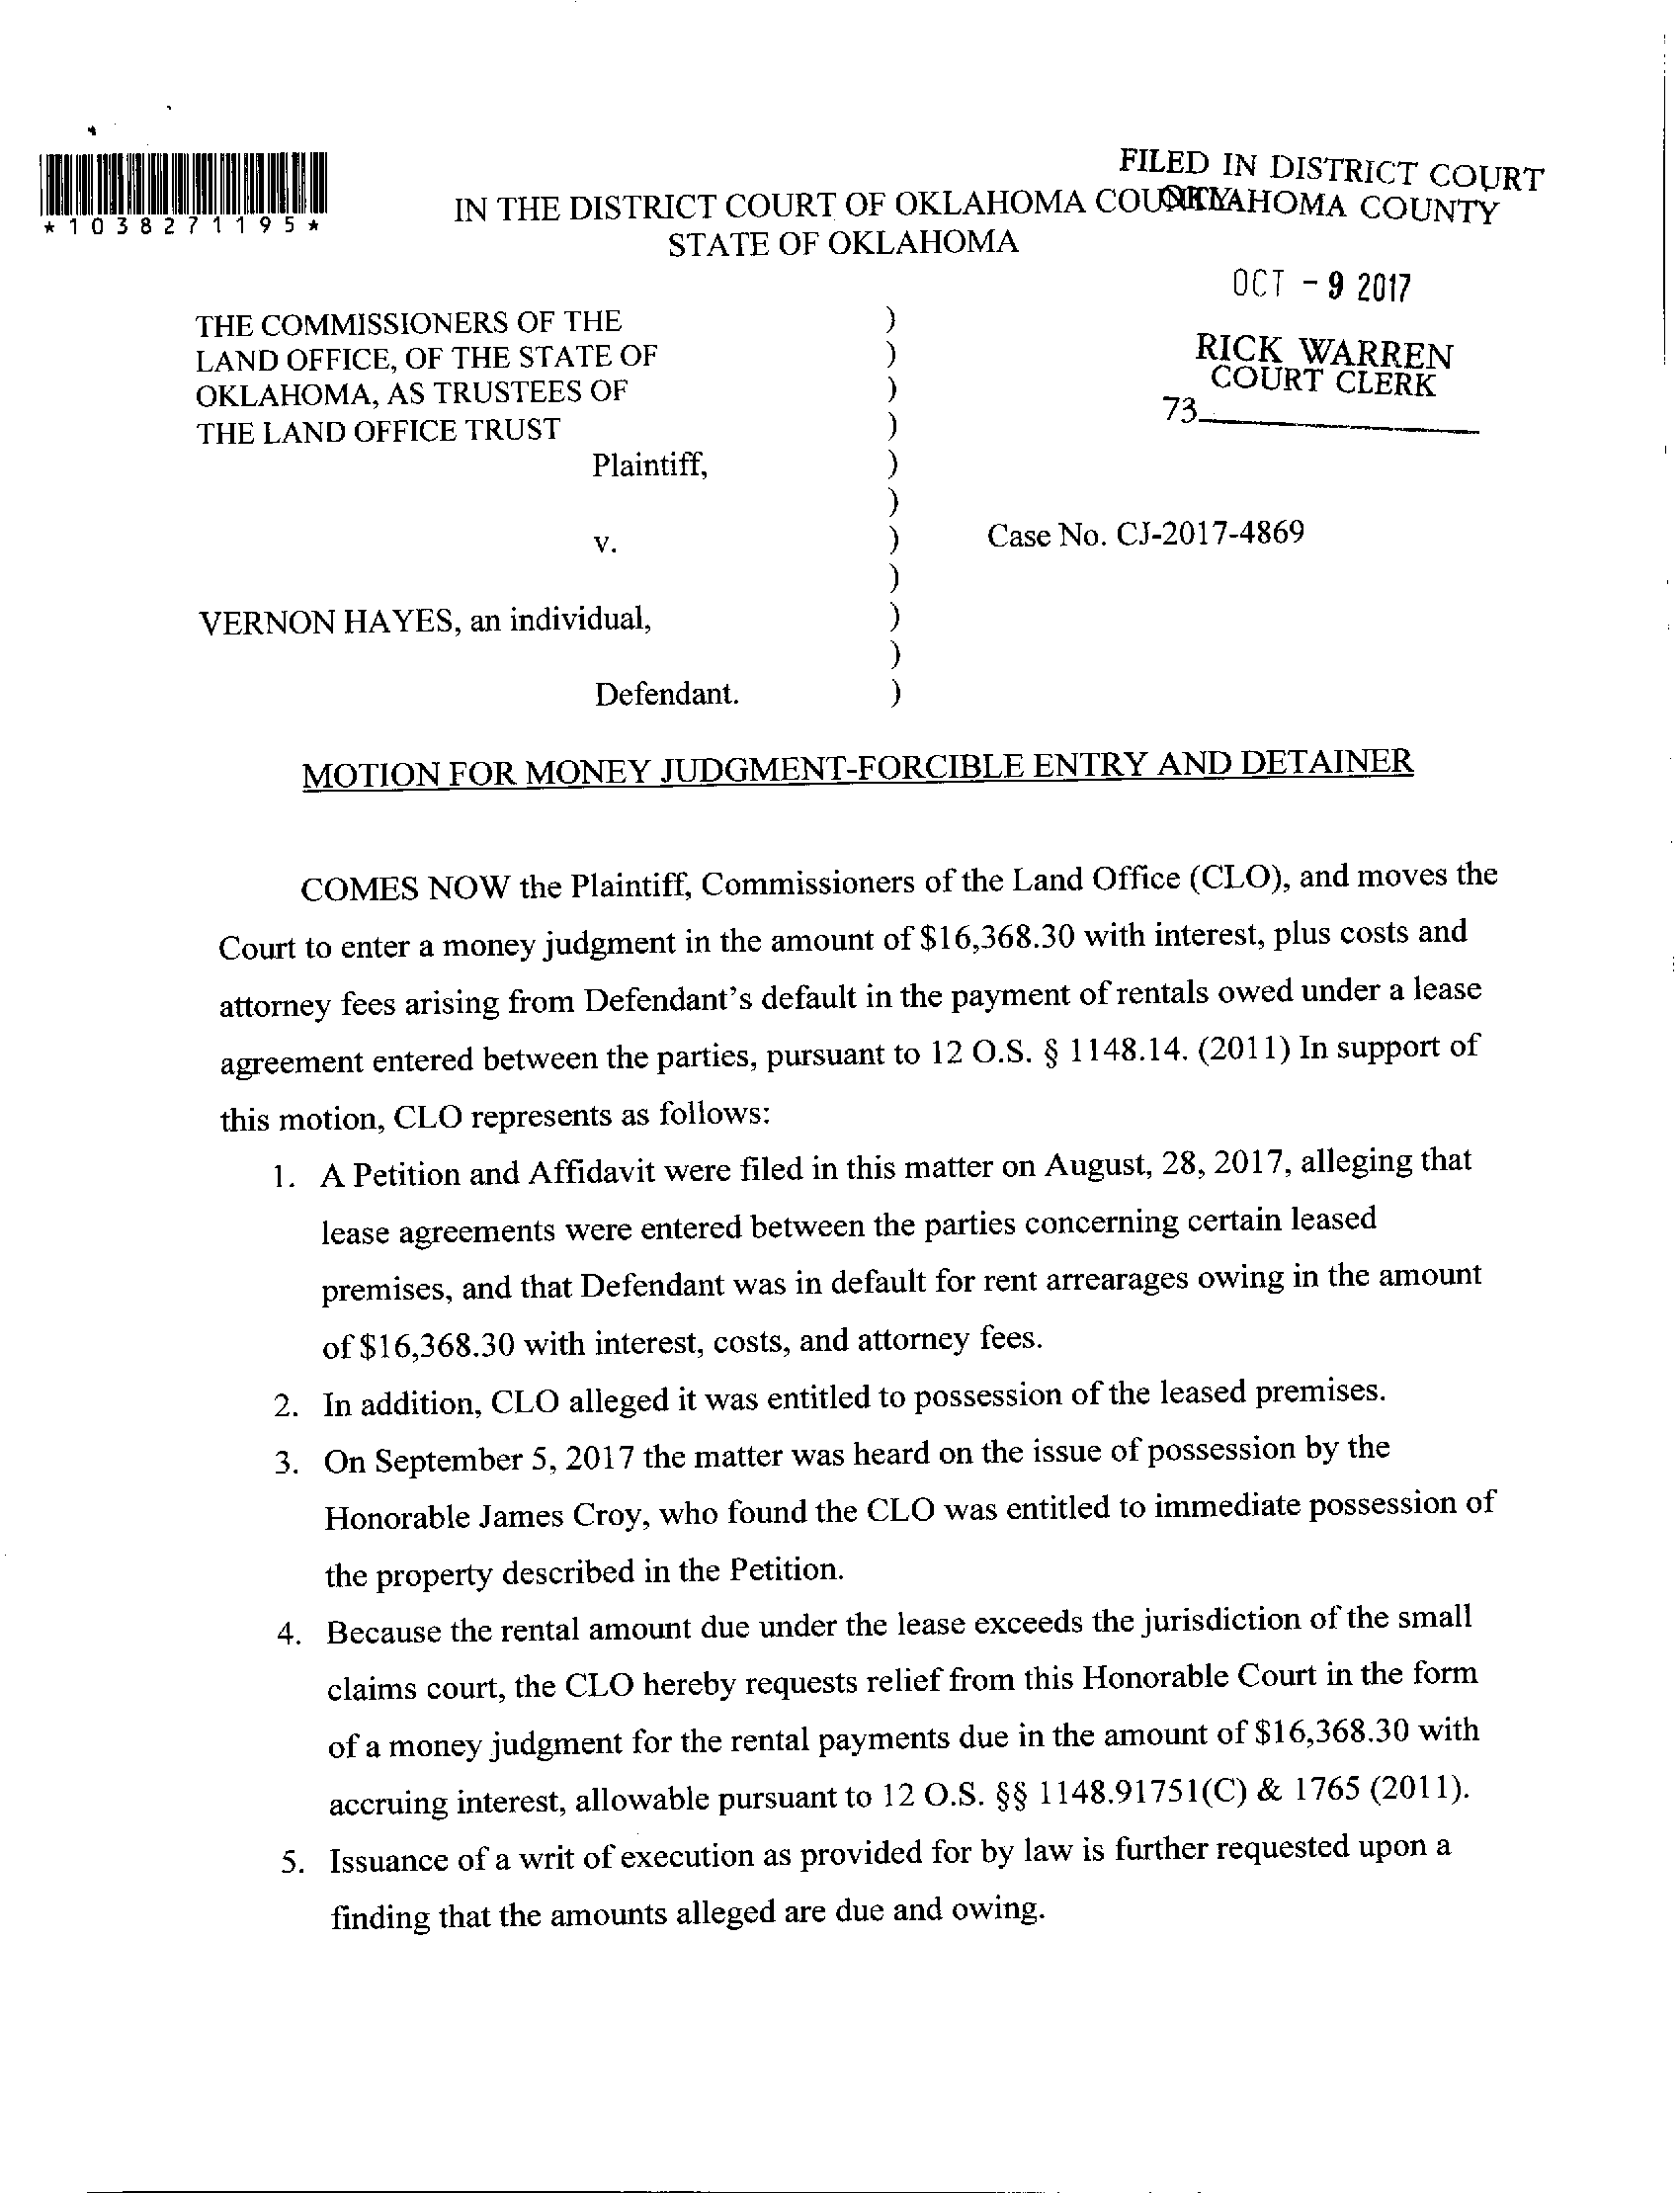 FILED IN DISTRICT COURT
OKLAHOMA COUNTY
*1038271195*
IN THE DISTRICT COURT OF OKLAHOMA COUNTY
STATE OF OKLAHOMA
OCT - 9 2017
RICK WARREN
COURT CLERK
73
THE COMMISSIONERS OF THE )
LAND OFFICE, OF THE STATE OF )
OKLAHOMA, AS TRUSTEES OF )
THE LAND OFFICE TRUST )
Plaintiff, )
)
v. ) Case No. CJ-2017-4869
)
VERNON HAYES, an individual, )
)
Defendant. )
MOTION FOR MONEY JUDGMENT-FORCIBLE ENTRY AND DETAINER
COMES NOW the Plaintiff, Commissioners of the Land Office (CLO), and moves the
Court to enter a money judgment in the amount of $16,368.30 with interest, plus costs and
attorney fees arising from Defendant's default in the payment of rentals owed under a lease
agreement entered between the parties, pursuant to 12 O.S. § 1148.14. (2011) In support of
this motion, CLO represents as follows:
1. A Petition and Affidavit were filed in this matter on August, 28, 2017, alleging that
lease agreements were entered between the parties concerning certain leased
premises, and that Defendant was in default for rent arrearages owing in the amount
of $16,368.30 with interest, costs, and attorney fees.
2. In addition, CLO alleged it was entitled to possession of the leased premises.
3. On September 5, 2017 the matter was heard on the issue of possession by the
Honorable James Croy, who found the CLO was entitled to immediate possession of
the property described in the Petition.
4. Because the rental amount due under the lease exceeds the jurisdiction of the small
claims court, the CLO hereby requests relief from this Honorable Court in the form
of a money judgment for the rental payments due in the amount of $16,368.30 with
accruing interest, allowable pursuant to 12 O.S. §§ 1148.91751(C) & 1765 (2011).
5. Issuance of a writ of execution as provided for by law is further requested upon a
finding that the amounts alleged are due and owing.